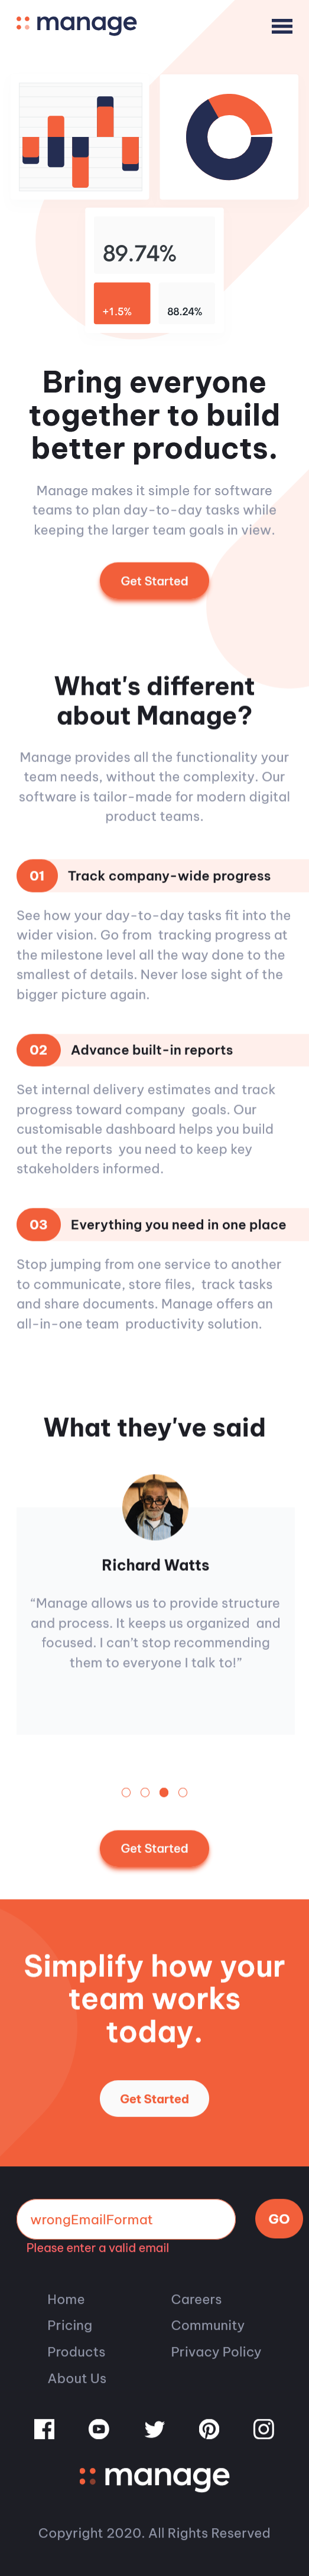 manage
89.74%
+1.5%
88.24%
Bring everyone
together to build
better products.
Manage makes it simple for software
teams to plan day-to-day tasks while
keeping the larger team goals in view.
Get Started
What's different
about Manage?
Manage provides all the functionality your
team needs, without the complexity. Our
software is tailor-made for modern digital
product teams.
01 Track company-wide progress
See how your day-to-day tasks fit into the
wider vision. Go from tracking progress at
the milestone level all the way done to the
smallest of details. Never lose sight of the
bigger picture again.
02 Advance built-in reports
Set internal delivery estimates and track
progress toward company goals. Our
customisable dashboard helps you build
out the reports you need to keep key
stakeholders informed.
03 Everything you need in one place
Stop jumping from one service to another
to communicate, store files, track tasks
and share documents. Manage offers an
all-in-one team productivity solution.
What they've said
Richard Watts
“Manage allows us to provide structure
and process. It keeps us organized and
focused. I can’t stop recommending
them to everyone I talk to!”
Get Started
Simplify how your
team works
today.
Get Started
wrongEmailFormat
GO
Please enter a valid email
Home
Pricing
Products
About Us
Careers
Community
Privacy Policy
manage
Copyright 2020. All Rights Reserved